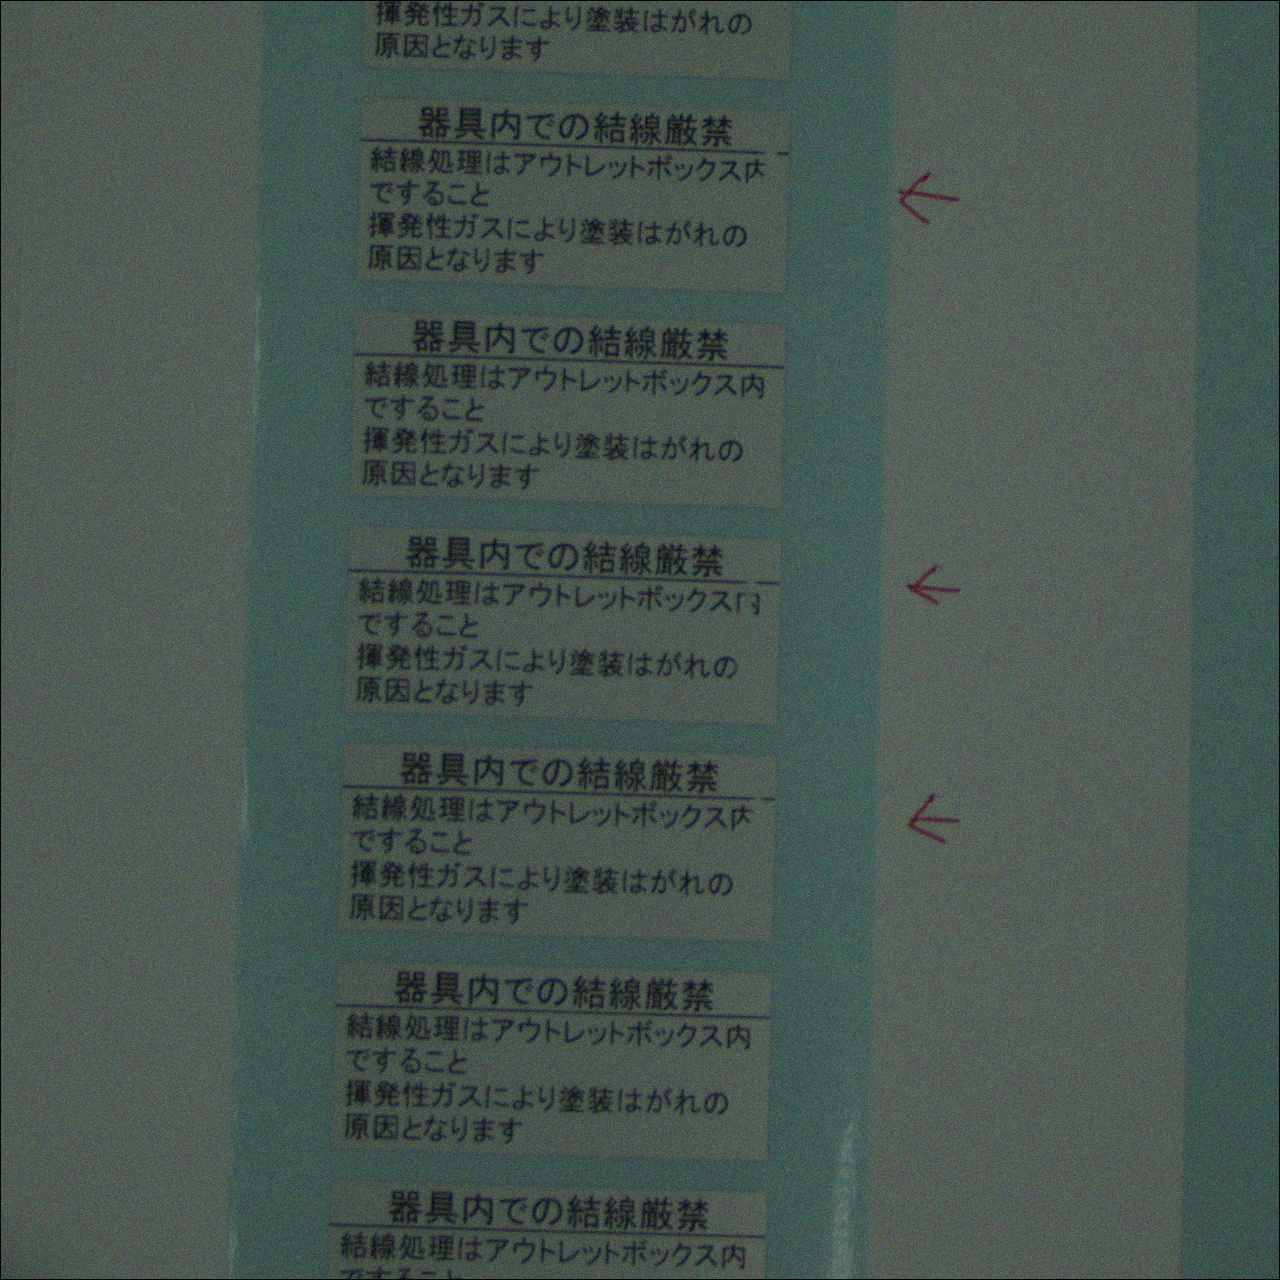 揮発性ガスにより塗装はがれの
原因となります
器具内での結線厳禁
結線処理はアウトレットボックス内
ですること
揮発性ガスにより塗装はがれの
原因となります
器具内での結線厳禁
結線処理はアウトレットボックス内
ですること
揮発性ガスにより塗装はがれの
原因となります
器具内での結線厳禁
結線処理はアウトレットボックス内
ですること
揮発性ガスにより塗装はがれの
原因となります
器具内での結線厳禁
結線処理はアウトレットボックス内
ですること
揮発性ガスにより塗装はがれの
原因となります
器具内での結線厳禁
結線処理はアウトレットボックス内
ですること
揮発性ガスにより塗装はがれの
原因となります
器具内での結線厳禁
結線処理はアウトレットボックス内